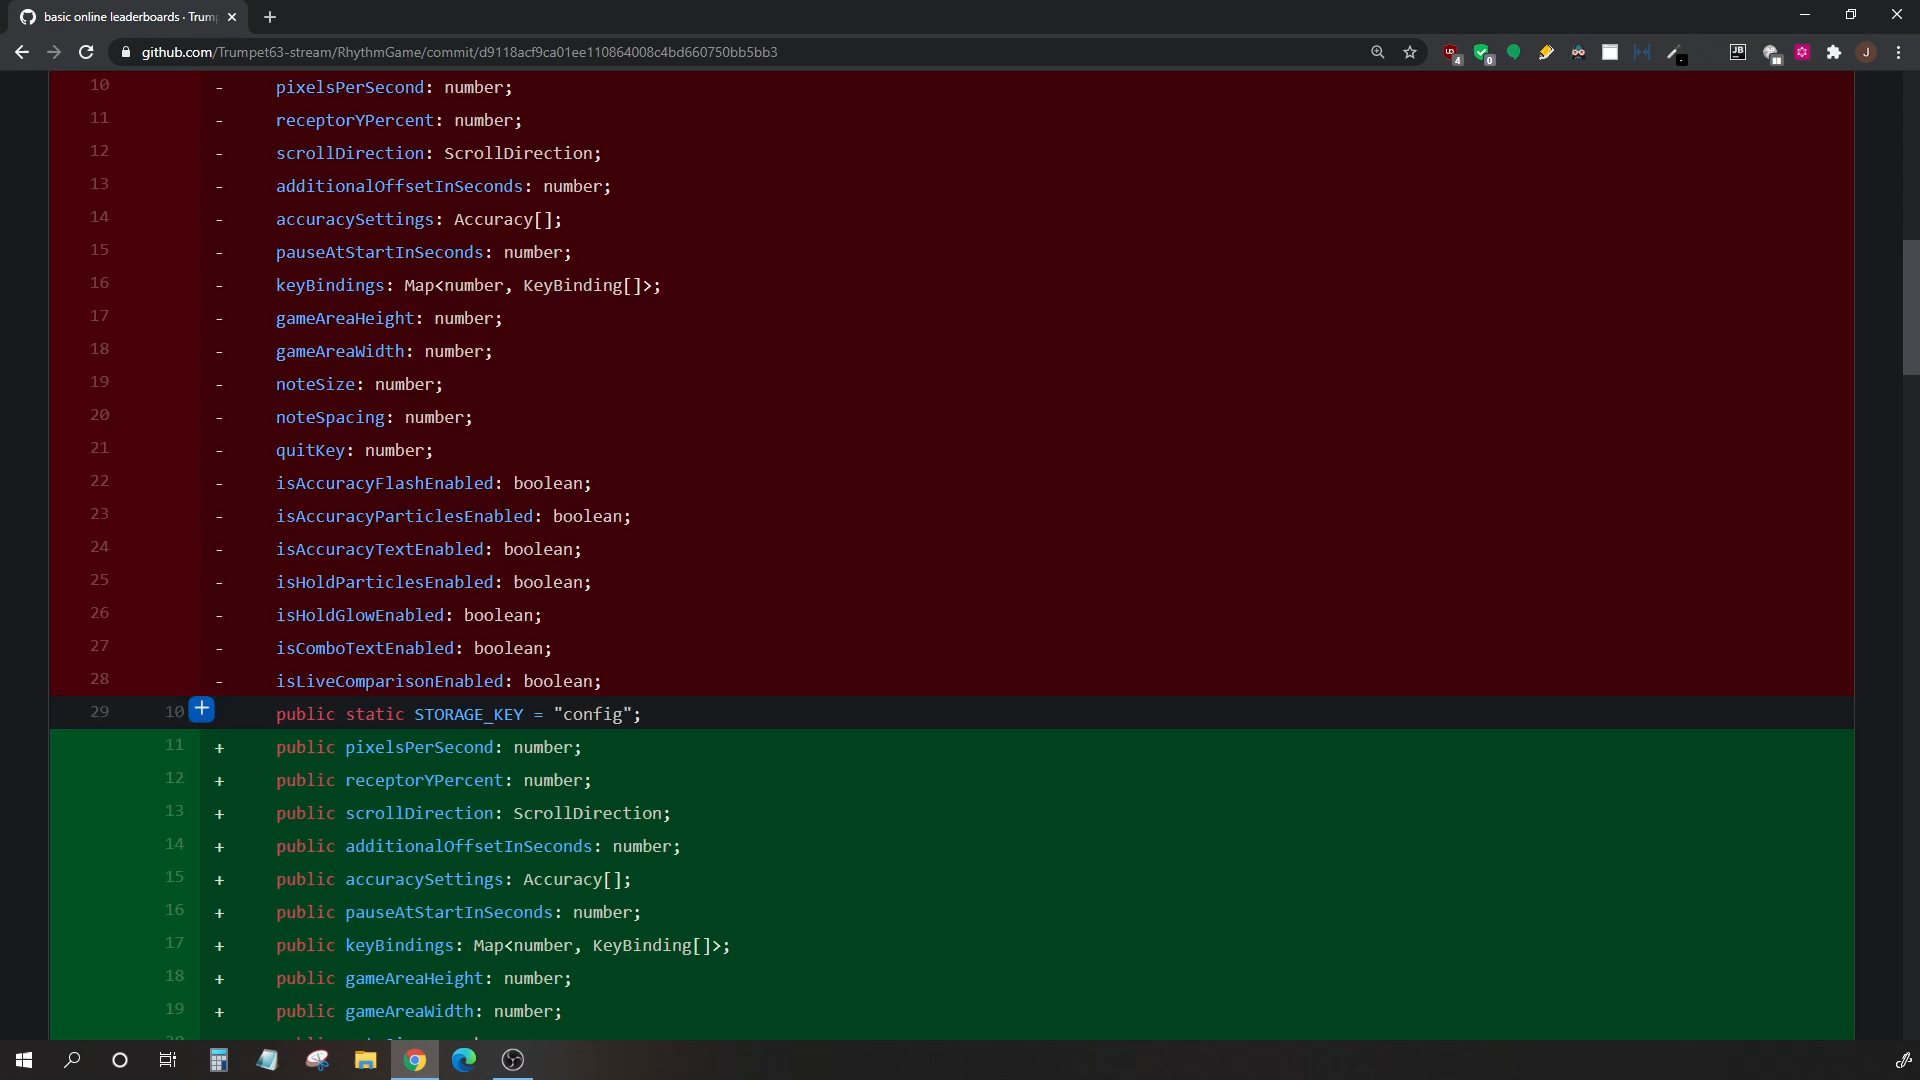 basic online leaderboards · Trump
github.com/Trumpet63-stream/RhythmGame/commit/d9118acf9ca01ee110864008c4bd660750bb5bb3
4
0
JB
J
10 - pixelsPerSecond: number;
11 - receptorYPercent: number;
12 - scrollDirection: ScrollDirection;
13 - additionalOffsetInSeconds: number;
14 - accuracySettings: Accuracy[];
15 - pauseAtStartInSeconds: number;
16 - keyBindings: Map<number, KeyBinding[]>;
17 - gameAreaHeight: number;
18 - gameAreaWidth: number;
19 - noteSize: number;
20 - noteSpacing: number;
21 - quitKey: number;
22 - isAccuracyFlashEnabled: boolean;
23 - isAccuracyParticlesEnabled: boolean;
24 - isAccuracyTextEnabled: boolean;
25 - isHoldParticlesEnabled: boolean;
26 - isHoldGlowEnabled: boolean;
27 - isComboTextEnabled: boolean;
28 - isLiveComparisonEnabled: boolean;
29 10 + public static STORAGE_KEY = "config";
11 + public pixelsPerSecond: number;
12 + public receptorYPercent: number;
13 + public scrollDirection: ScrollDirection;
14 + public additionalOffsetInSeconds: number;
15 + public accuracySettings: Accuracy[];
16 + public pauseAtStartInSeconds: number;
17 + public keyBindings: Map<number, KeyBinding[]>;
18 + public gameAreaHeight: number;
19 + public gameAreaWidth: number;